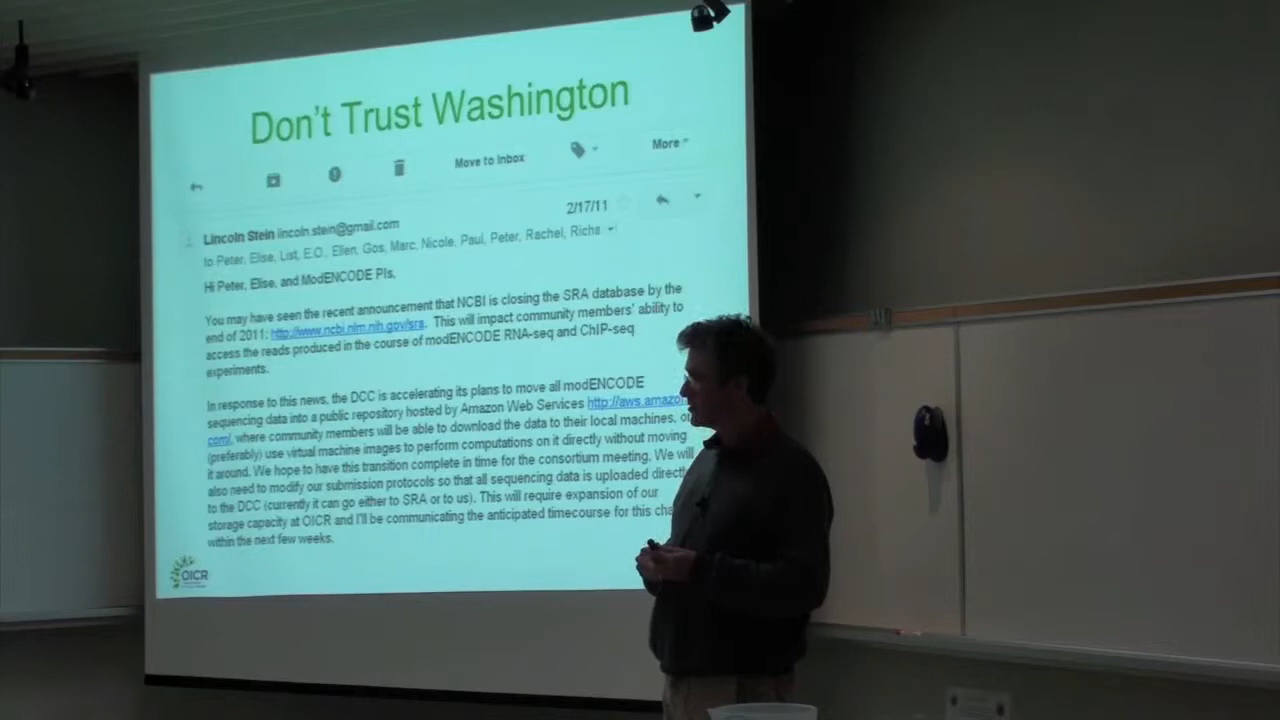 Don't Trust Washington
Move to Inbox
More
Lincoln Stein lincoln.stein@gmail.com
2/17/11
to Peter, Elise, List, E.O., Ellen, Gos, Marc, Nicole, Paul, Peter, Rachel, Richa
Hi Peter, Elise, and ModENCODE PIs,
You may have seen the recent announcement that NCBI is closing the SRA database by the
end of 2011: http://www.ncbi.nlm.nih.gov/sra. This will impact community members' ability to
access the reads produced in the course of modENCODE RNA-seq and ChIP-seq
experiments.
In response to this news, the DCC is accelerating its plans to move all modENCODE
sequencing data into a public repository hosted by Amazon Web Services http://aws.amazon.
com/, where community members will be able to download the data to their local machines, or
(preferably) use virtual machine images to perform computations on it directly without moving
it around. We hope to have this transition complete in time for the consortium meeting. We will
also need to modify our submission protocols so that all sequencing data is uploaded directly
to the DCC (currently it can go either to SRA or to us). This will require expansion of our
storage capacity at OICR and I'll be communicating the anticipated timecourse for this cha
within the next few weeks.
OICR